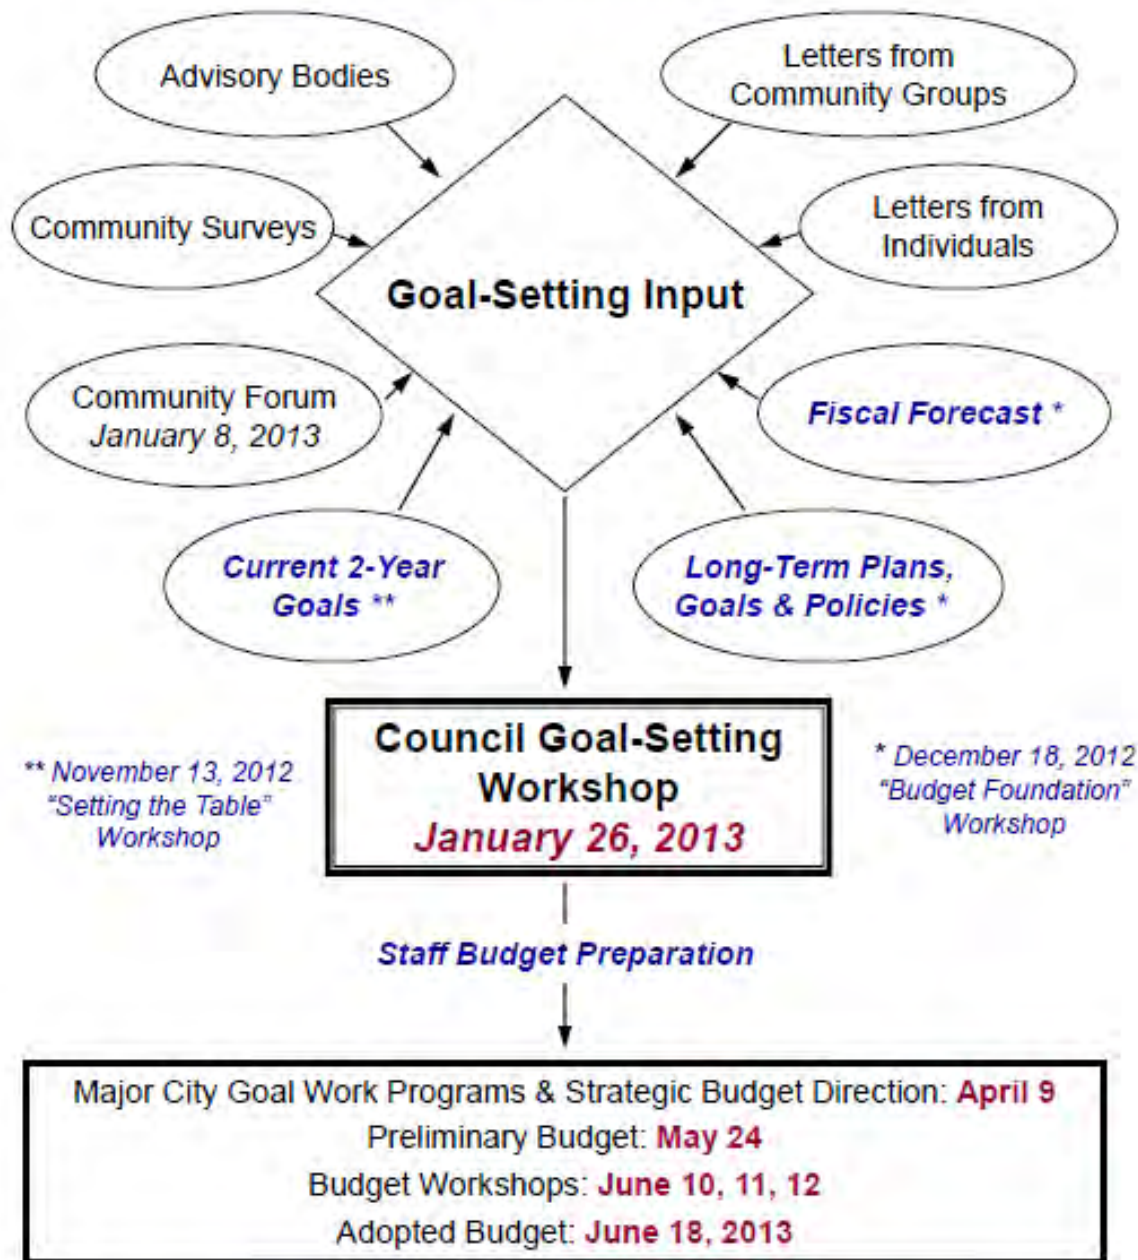 Advisory Bodies
Letters from
Community Groups
Community Surveys
Letters from
Individuals
Goal-Setting Input
Community Forum
January 8, 2013
Fiscal Forecast *
Current 2-Year
Goals **
Long-Term Plans,
Goals & Policies *
Council Goal-Setting
Workshop
January 26, 2013
** November 13, 2012
“Setting the Table”
Workshop
* December 18, 2012
“Budget Foundation”
Workshop
Staff Budget Preparation
Major City Goal Work Programs & Strategic Budget Direction: April 9
Preliminary Budget: May 24
Budget Workshops: June 10, 11, 12
Adopted Budget: June 18, 2013